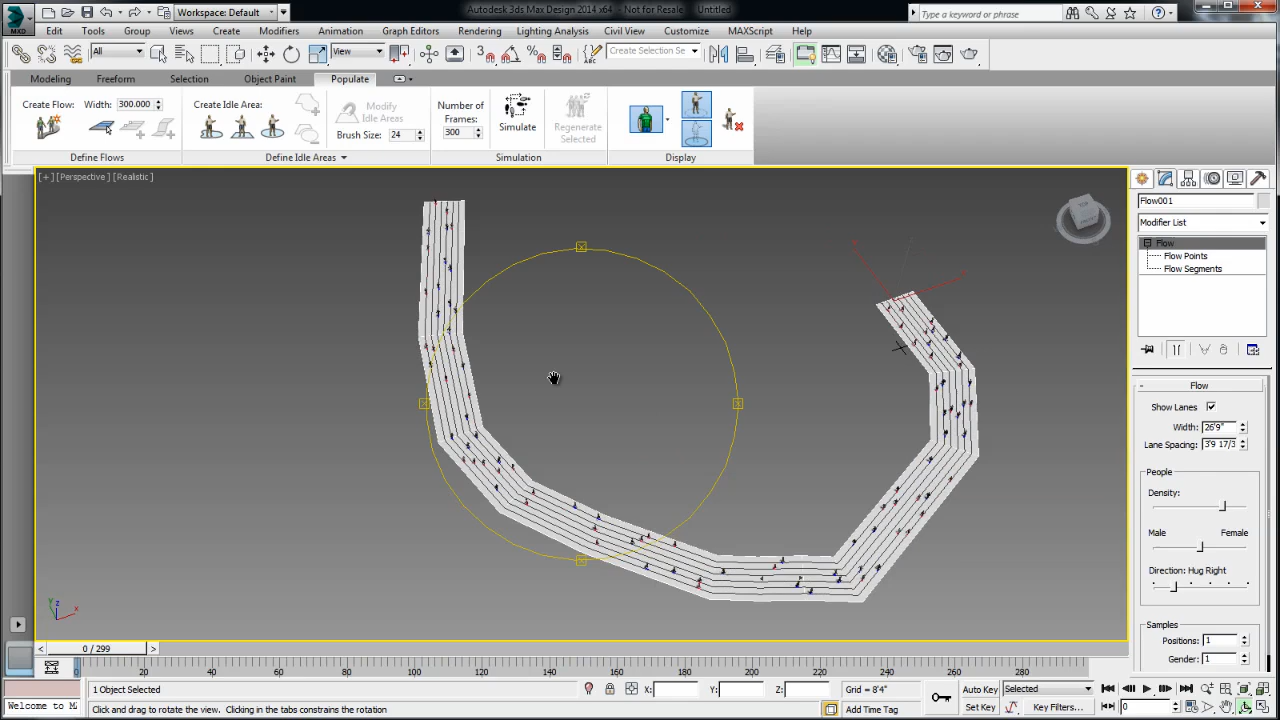 Workspace: Default
Autodesk 3ds Max Design 2014 x64 - Not for Resale Untitled
Type a keyword or phrase
MXD
Edit Tools Group Views Create Modifiers Animation Graph Editors Rendering Lighting Analysis Civil View Customize MAXScript Help
All View Create Selection Se
Modeling Freeform Selection Object Paint Populate
Create Flow: Width: 300.000
Create Idle Area:
Modify
Idle Areas
Brush Size: 24
Number of
Frames:
300
Simulate
Regenerate
Selected
Define Flows Define Idle Areas Simulation Display
[+] [Perspective] [Realistic]
Flow001
Modifier List
Flow
Flow Points
Flow Segments
Flow
Show Lanes
Width: 26'9"
Lane Spacing: 3'9 17/3
People
Density:
Male Female
Direction: Hug Right
Samples
Positions: 1
Gender: 1
0 / 299
20 40 60 80 100 120 140 160 180 200 220 240 260 280
1 Object Selected X: Y: Z: Grid = 8'4" Auto Key Selected
Welcome to M
Click and drag to rotate the view. Clicking in the tabs constrains the rotation Add Time Tag Set Key Key Filters... 0